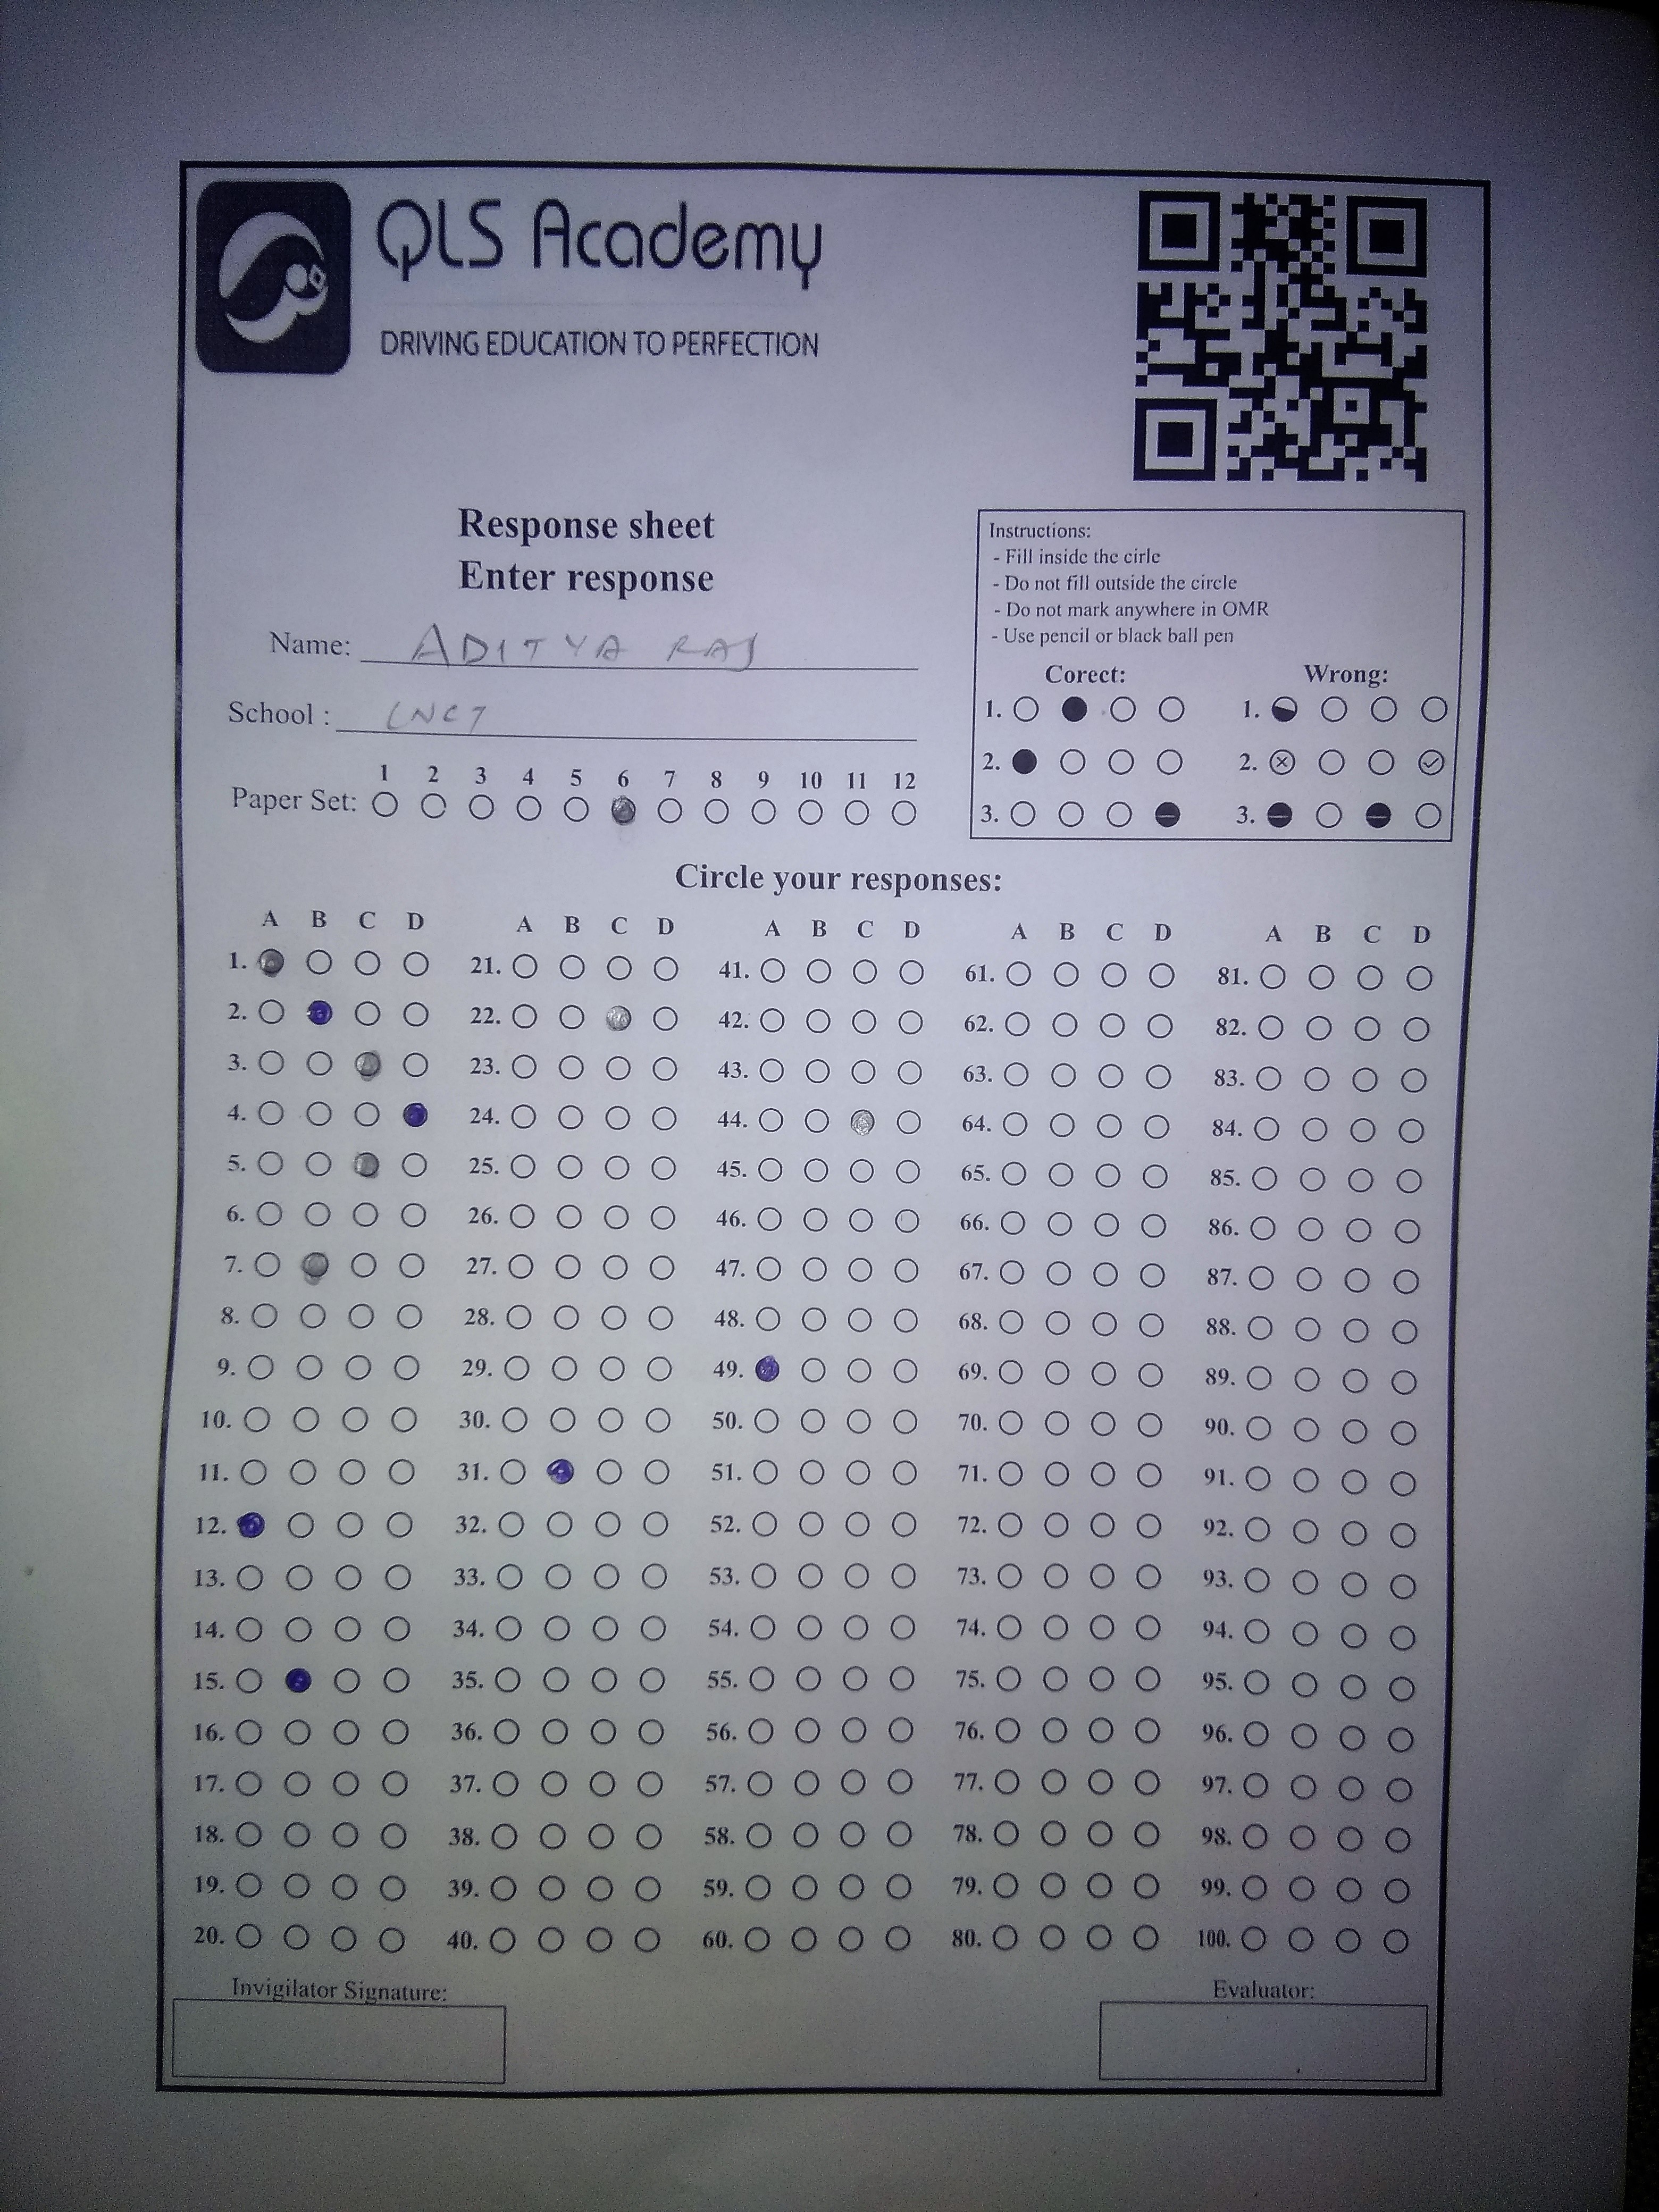 QLS Academy
DRIVING EDUCATION TO PERFECTION
Response sheet
Enter response
Name: ADITYA RAJ
School : LNCT
1 2 3 4 5 6 7 8 9 10 11 12
Paper Set:
Instructions:
- Fill inside the cirle
- Do not fill outside the circle
- Do not mark anywhere in OMR
- Use pencil or black ball pen
Corect: Wrong:
1. 1.
2. 2.
3. 3.
Circle your responses:
A B C D A B C D A B C D A B C D A B C D
1. 21. 41. 61. 81.
2. 22. 42. 62. 82.
3. 23. 43. 63. 83.
4. 24. 44. 64. 84.
5. 25. 45. 65. 85.
6. 26. 46. 66. 86.
7. 27. 47. 67. 87.
8. 28. 48. 68. 88.
9. 29. 49. 69. 89.
10. 30. 50. 70. 90.
11. 31. 51. 71. 91.
12. 32. 52. 72. 92.
13. 33. 53. 73. 93.
14. 34. 54. 74. 94.
15. 35. 55. 75. 95.
16. 36. 56. 76. 96.
17. 37. 57. 77. 97.
18. 38. 58. 78. 98.
19. 39. 59. 79. 99.
20. 40. 60. 80. 100.
Invigilator Signature: Evaluator: